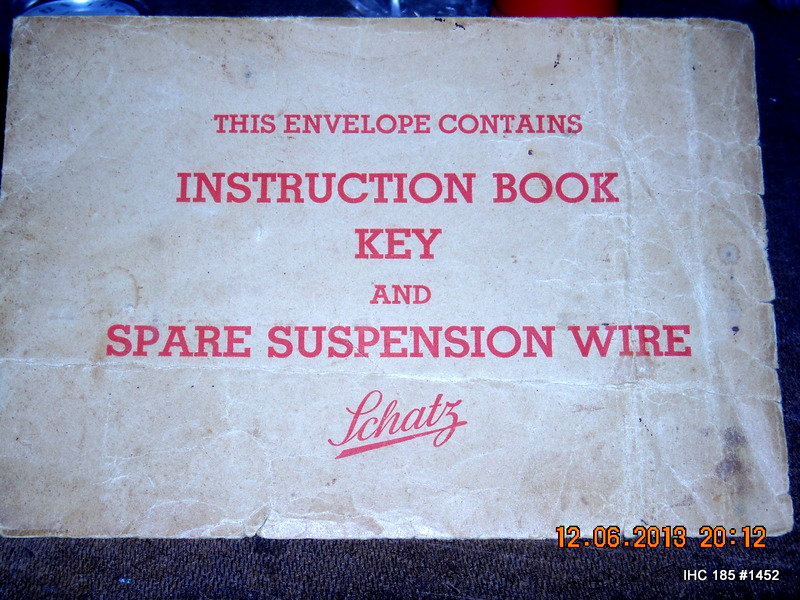 THIS ENVELOPE CONTAINS
INSTRUCTION BOOK
KEY
AND
SPARE SUSPENSION WIRE
Schatz
12.06.2013 20:12
IHC 185 #1452